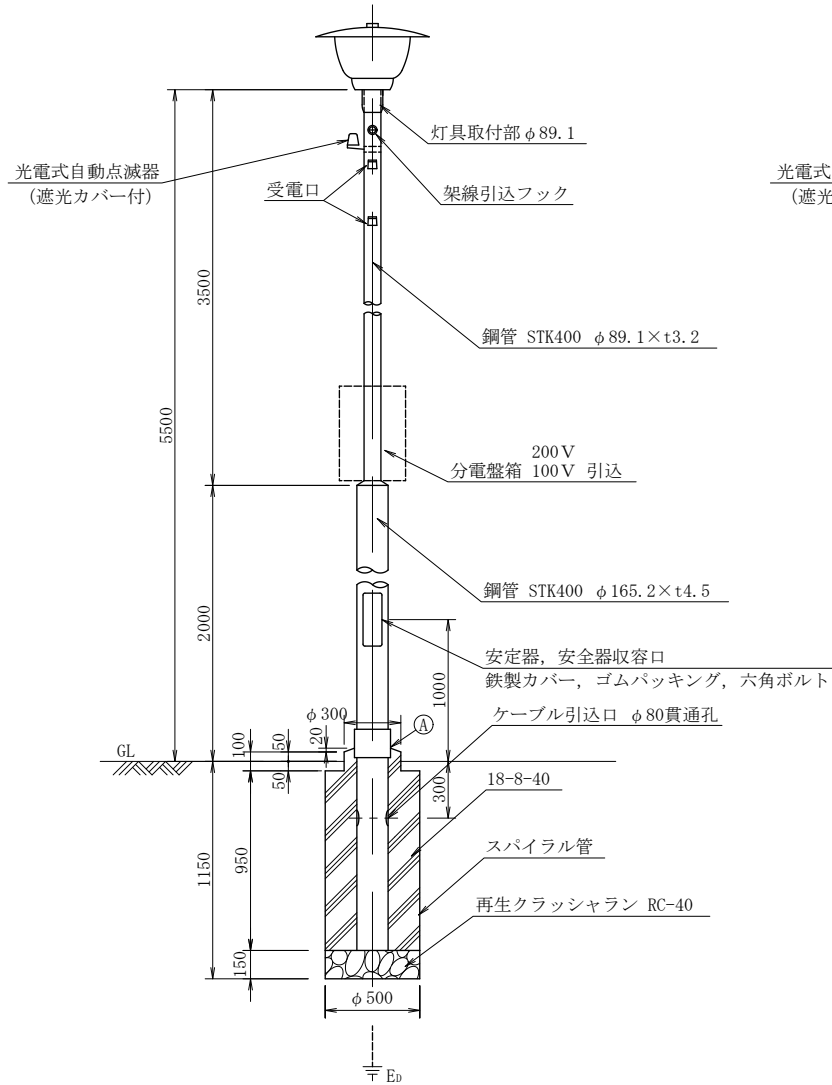 灯具取付部φ89.1
光電式自動点滅器
(遮光カバー付)
受電口
架線引込フック
光電式
(遮光
3500
鋼管 STK400 φ89.1×t3.2
5500
200V
分電盤箱 100V 引込
鋼管 STK400 φ165.2×t4.5
2000
安定器，安全器収容口
鉄製カバー，ゴムパッキング，六角ボルト
1000
φ300
ケーブル引込口 φ80貫通孔
A
20
50
100
GL
50
300
18-8-40
スパイラル管
950
1150
再生クラッシャラン RC-40
150
φ500
ED